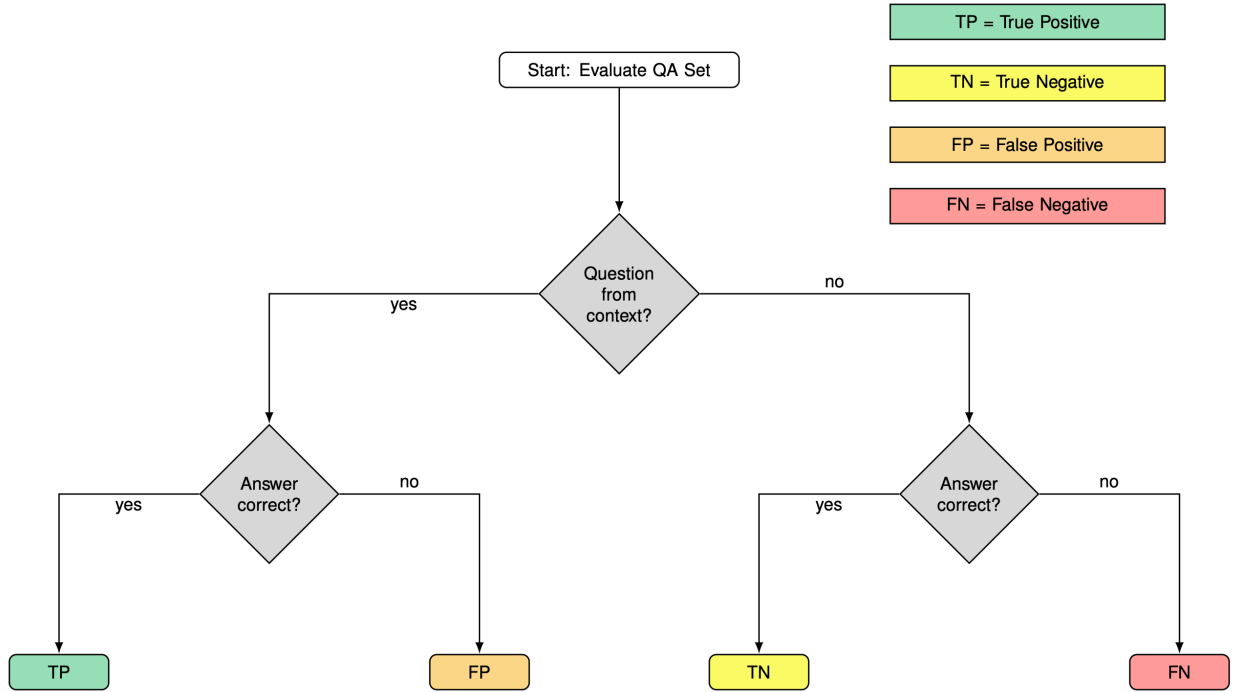 TP = True Positive
Start: Evaluate QA Set
TN = True Negative
FP = False Positive
FN = False Negative
Question
from
context?
yes
no
Answer
correct?
yes
no
Answer
correct?
yes
no
TP
FP
TN
FN